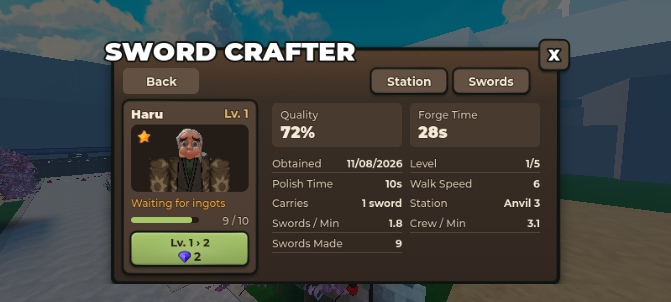 SWORD CRAFTER
X
Back
Station
Swords
Haru
Lv. 1
Waiting for ingots
9 / 10
Lv. 1 › 2
2
Quality
72%
Forge Time
28s
Obtained 11/08/2026
Level 1/5
Polish Time 10s
Walk Speed 6
Carries 1 sword
Station Anvil 3
Swords / Min 1.8
Crew / Min 3.1
Swords Made 9